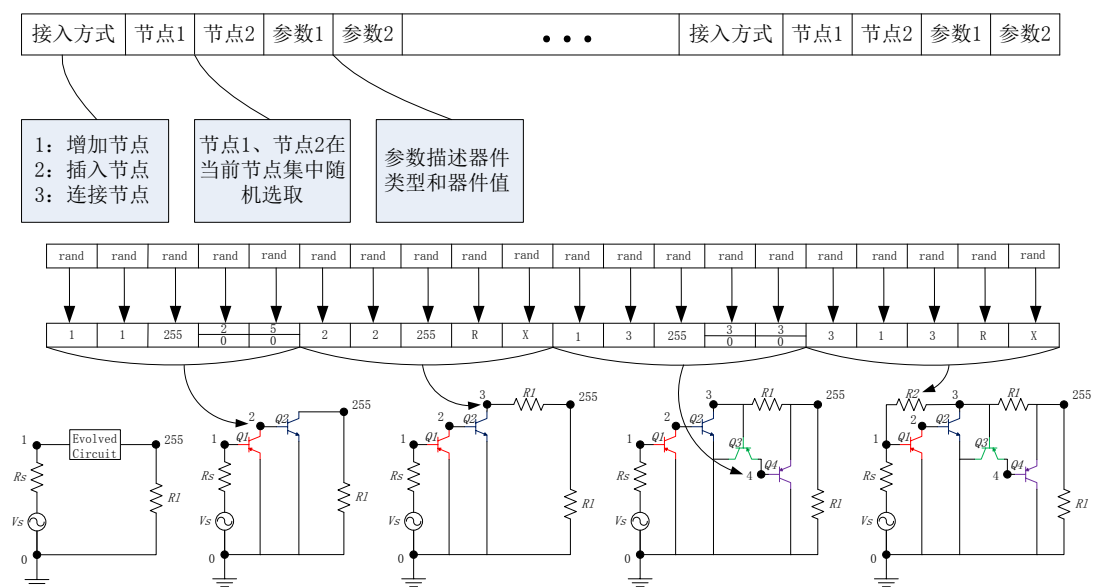 接入方式 节点1 节点2 参数1 参数2 ••• 接入方式 节点1 节点2 参数1 参数2
1：增加节点
2：插入节点
3：连接节点
节点1、节点2在
当前节点集中随
机选取
参数描述器件
类型和器件值
rand rand rand rand rand rand rand rand rand rand rand rand rand rand rand rand rand rand rand rand
1 1 255 2 0 5 0 2 2 255 R X 1 3 255 3 0 3 0 3 1 3 R X
1 Evolved Circuit 255 Rs Rl Vs 0
1 2 Q1 Q2 255 Rs Rl Vs 0
1 2 3 Q1 Q2 R1 255 Rs Rl Vs 0
1 2 3 Q1 Q2 R1 255 Q3 4 Q4 Rs Rl Vs 0
R2 1 2 3 Q1 Q2 R1 255 Q3 4 Q4 Rs Rl Vs 0